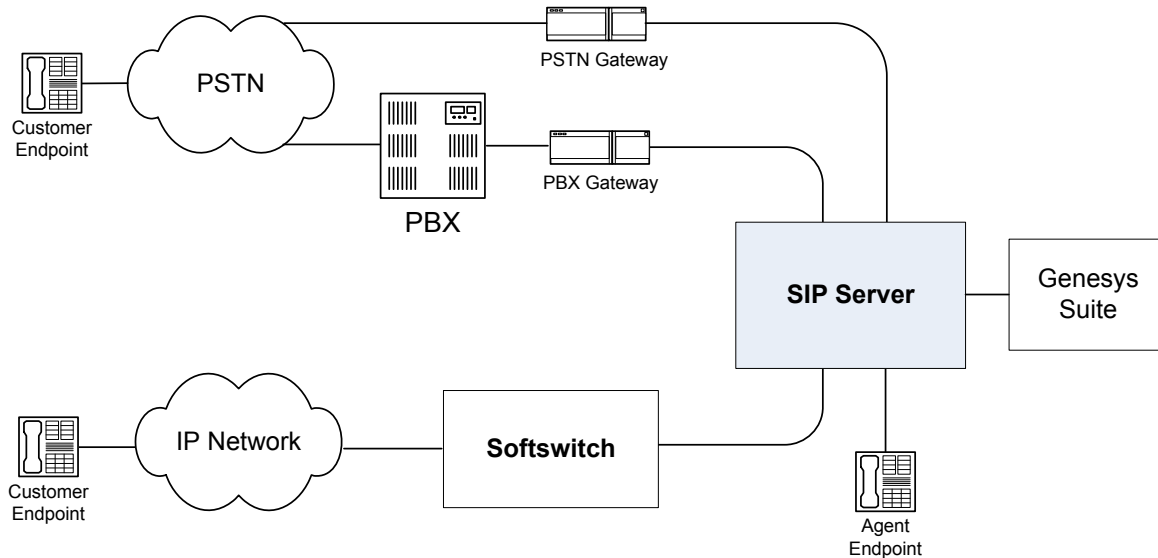 PSTN Gateway
PSTN
Customer
Endpoint
PBX Gateway
PBX
SIP Server
Genesys
Suite
IP Network
Softswitch
Customer
Endpoint
Agent
Endpoint